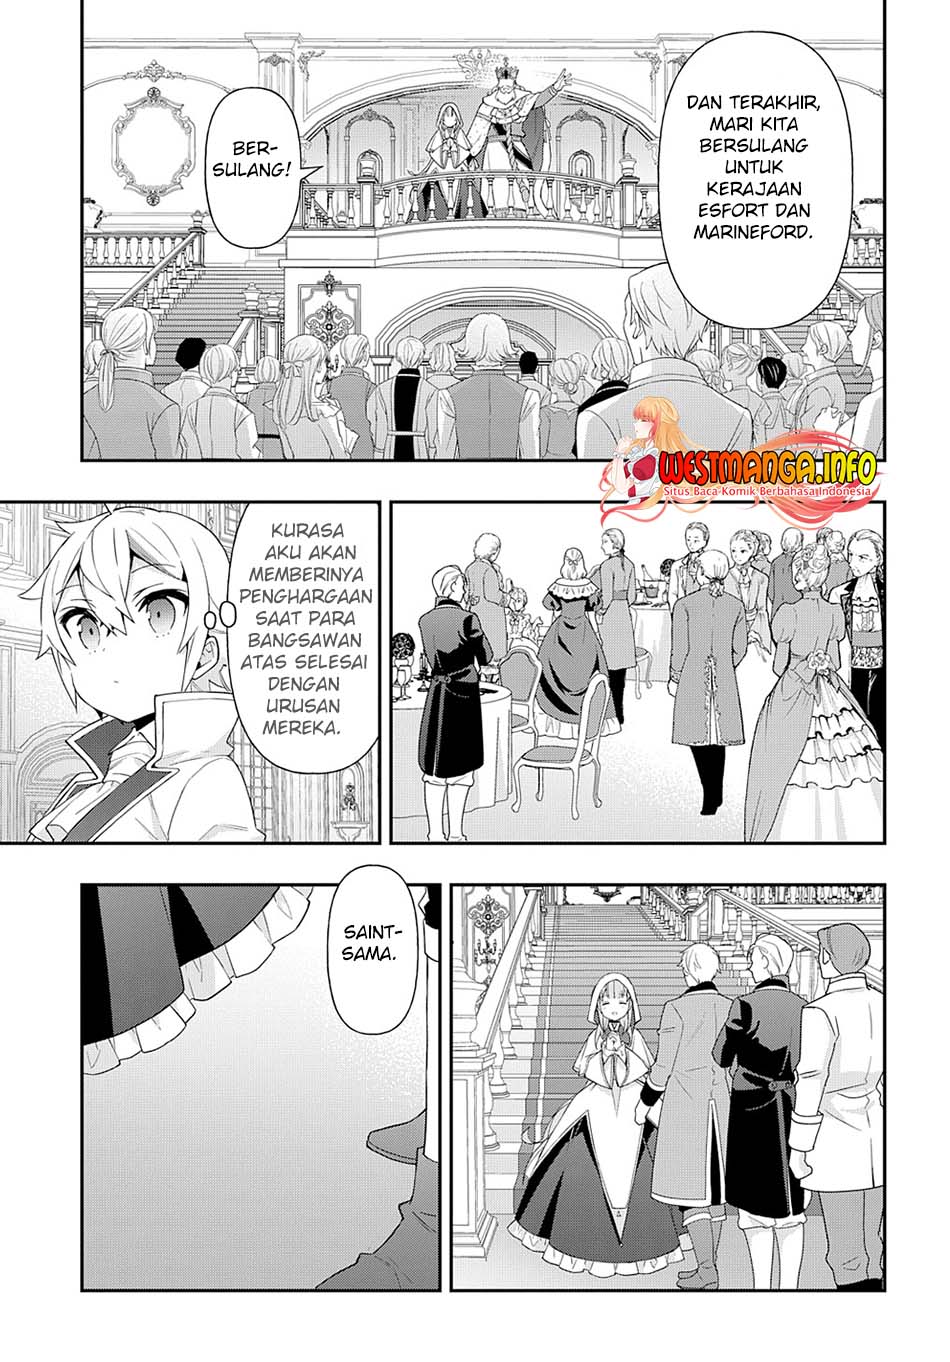 DAN TERAKHIR,
MARI KITA
BERSULANG
UNTUK
KERAJAAN
ESFORT DAN
MARINEFORD.
BER-
SULANG!
WESTMANGA.INFO
Situs Baca Komik Berbahasa Indonesia
KURASA
AKU AKAN
MEMBERINYA
PENGHARGAAN
SAAT PARA
BANGSAWAN
ATAS SELESAI
DENGAN
URUSAN
MEREKA.
SAINT-
SAMA.